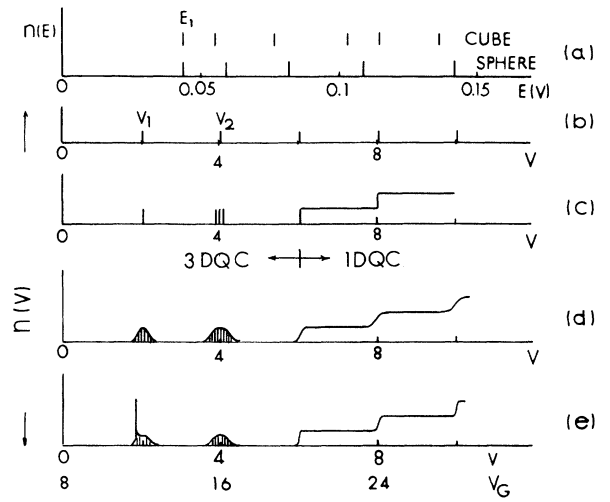 n(E)
E1
CUBE
SPHERE
(a)
0 0.05 0.1 0.15 E(V)
V1 V2
(b)
0 4 8 V
(c)
0 4 8 V
3DQC 1DQC
n(V)
(d)
0 4 8 V
(e)
0 4 8 V
8 16 24 VG